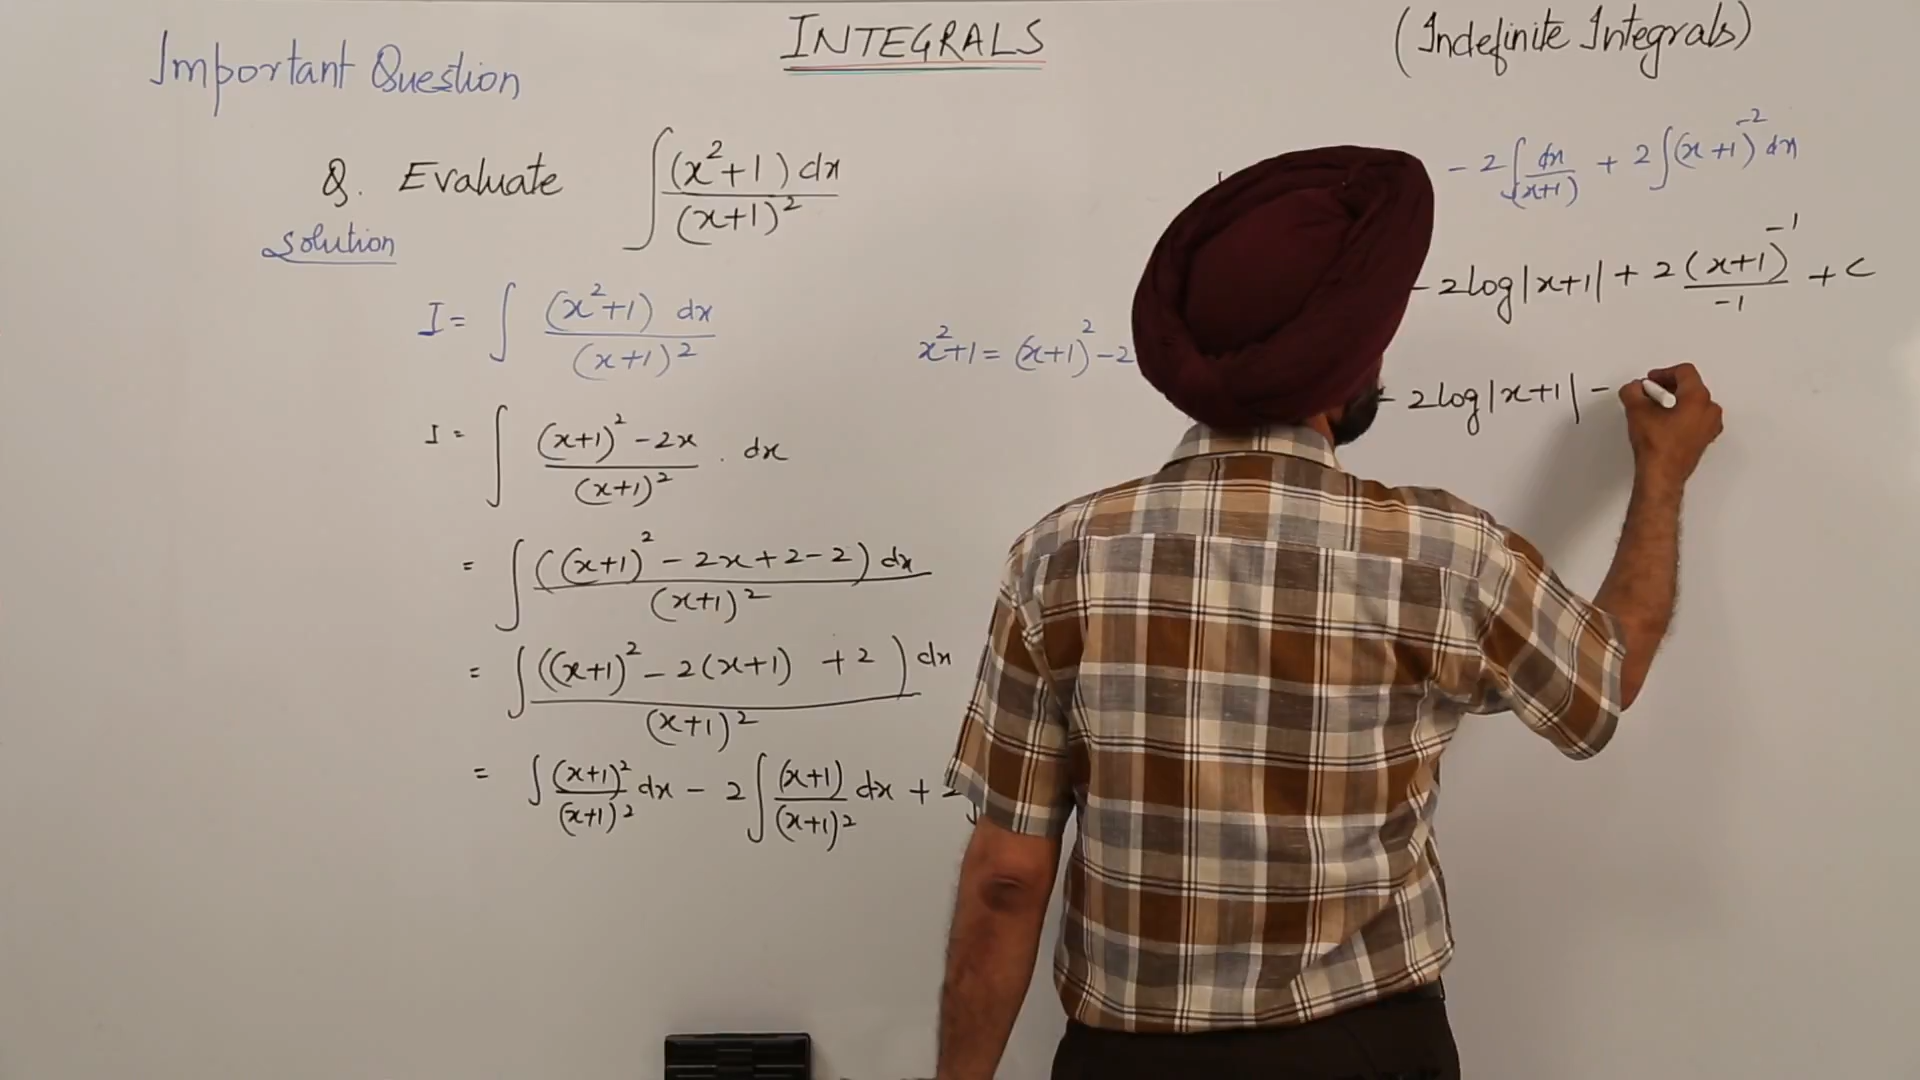 INTEGRALS
(Indefinite Integrals)
Important Question
Q. Evaluate ∫ (x²+1) dx / (x+1)²
Solution
I = ∫ (x²+1) dx / (x+1)²
x²+1 = (x+1)² - 2
I = ∫ (x+1)² - 2x / (x+1)² . dx
= ∫ ((x+1)² - 2x + 2 - 2) dx / (x+1)²
= ∫ ((x+1)² - 2(x+1) + 2) dx / (x+1)²
= ∫ (x+1)² / (x+1)² dx - 2 ∫ (x+1) / (x+1)² dx +
- 2 ∫ dx / (x+1) + 2 ∫ (x+1)⁻² dx
- 2 log|x+1| + 2 (x+1)⁻¹ / -1 + C
- 2 log|x+1| -